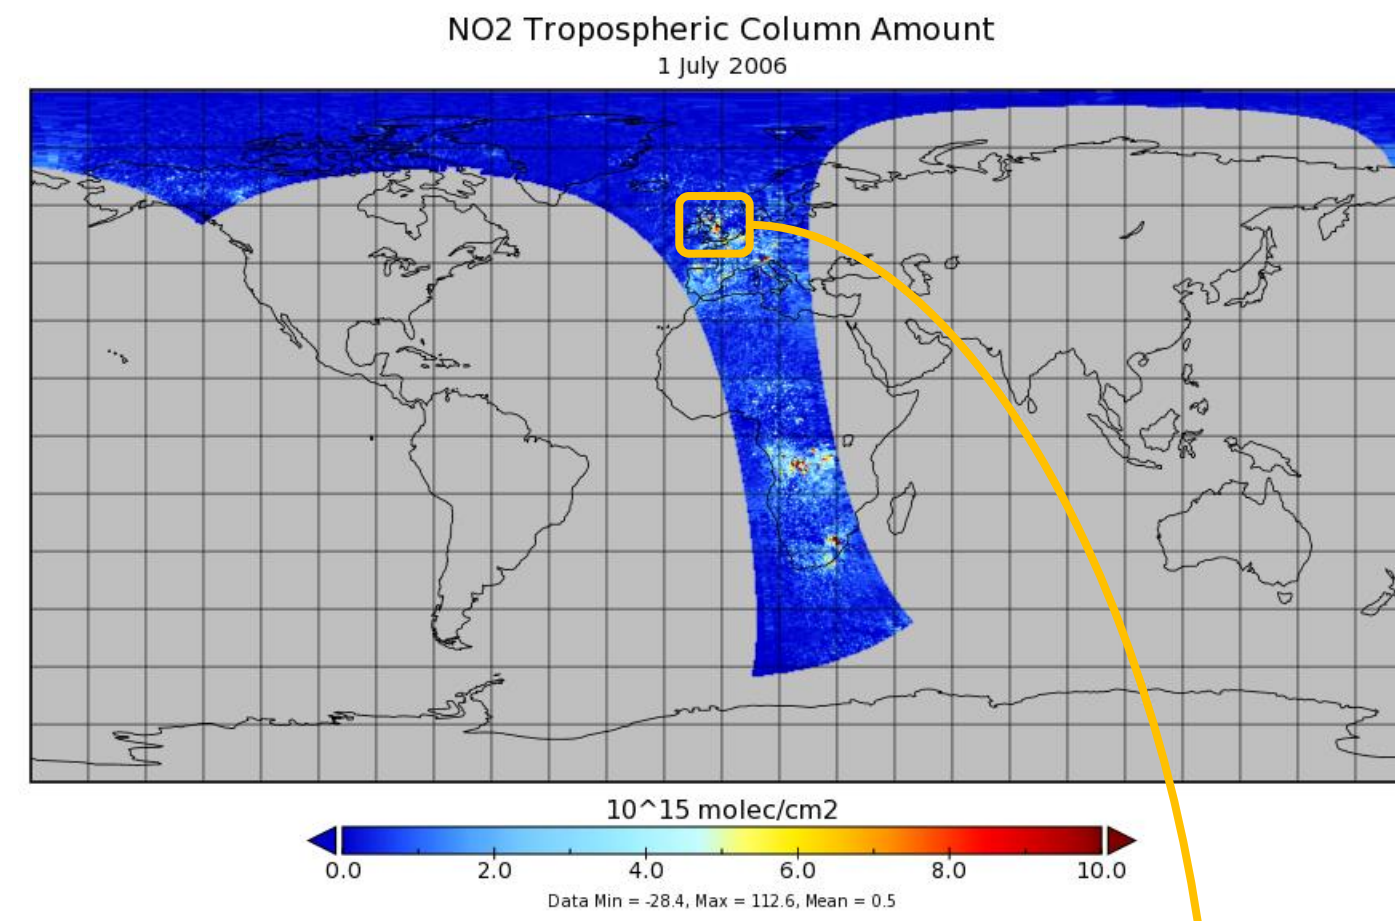 NO2 Tropospheric Column Amount
1 July 2006
10^15 molec/cm2
0.0 2.0 4.0 6.0 8.0 10.0
Data Min = -28.4, Max = 112.6, Mean = 0.5